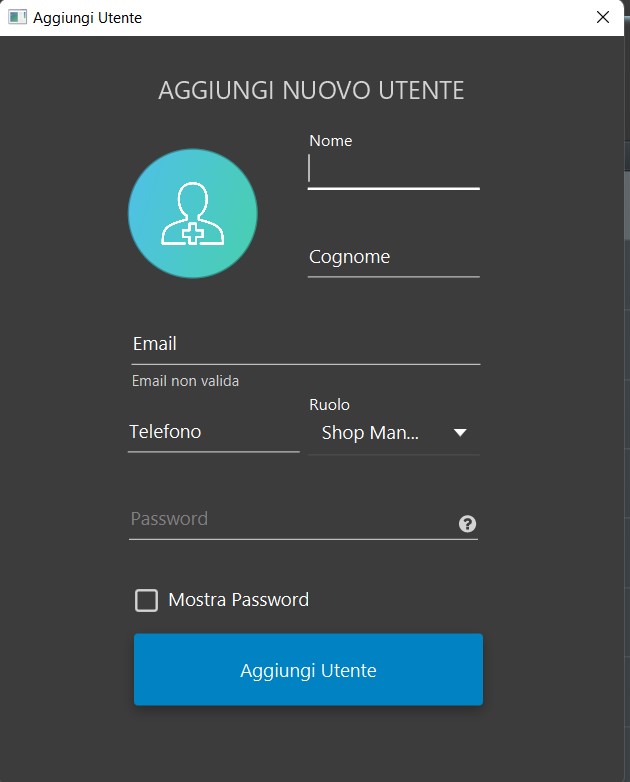 Aggiungi Utente
AGGIUNGI NUOVO UTENTE
Nome
Cognome
Email
Email non valida
Telefono
Ruolo
Shop Man...
Password
Mostra Password
Aggiungi Utente